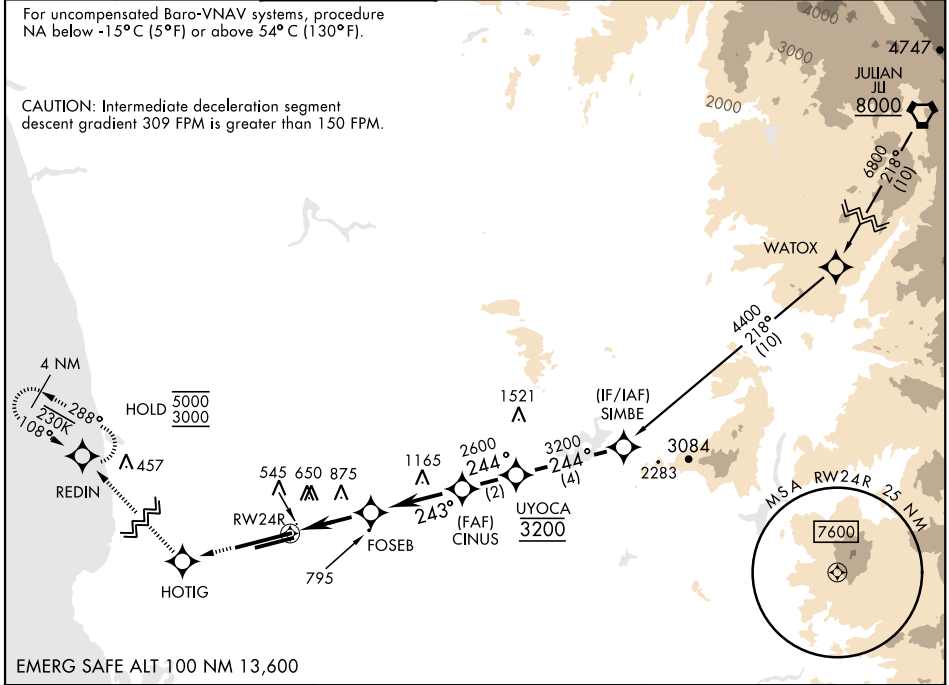 For uncompensated Baro-VNAV systems, procedure
NA below -15°C (5°F) or above 54°C (130°F).
CAUTION: Intermediate deceleration segment
descent gradient 309 FPM is greater than 150 FPM.
4000
3000
2000
4747
JULIAN
JLI
8000
6800
218°
(10)
WATOX
4400
218°
(10)
4 NM
288°
230K
108°
HOLD 5000
3000
457
REDIN
1521
(IF/IAF)
SIMBE
3084
2283
3200
244°
(4)
2600
244°
(2)
1165
545
650
875
RW24R
243°
(FAF)
CINUS
UYOCA
3200
FOSEB
795
HOTIG
MSA RW24R 25 NM
7600
EMERG SAFE ALT 100 NM 13,600